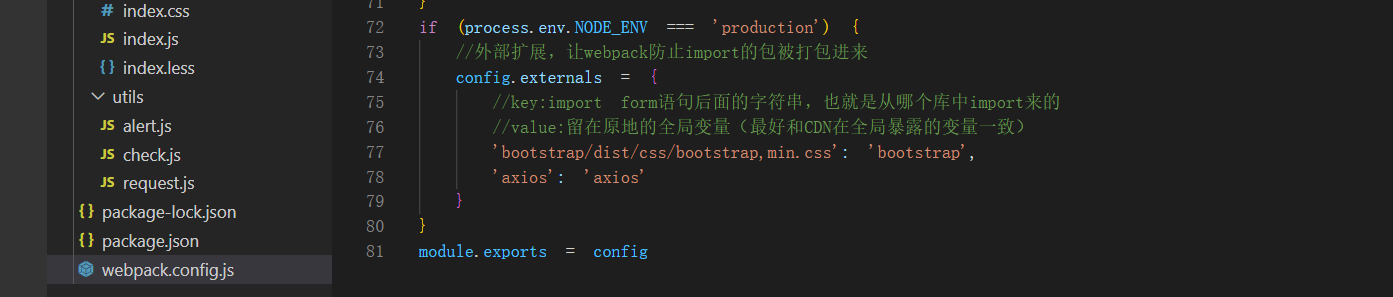 index.css
JS index.js
{} index.less
utils
JS alert.js
JS check.js
JS request.js
{} package-lock.json
{} package.json
webpack.config.js
71 }
72 if (process.env.NODE_ENV === 'production') {
73 //外部扩展，让webpack防止import的包被打包进来
74 config.externals = {
75 //key:import form语句后面的字符串，也就是从哪个库中import来的
76 //value:留在原地的全局变量（最好和CDN在全局暴露的变量一致）
77 'bootstrap/dist/css/bootstrap,min.css': 'bootstrap',
78 'axios': 'axios'
79 }
80 }
81 module.exports = config